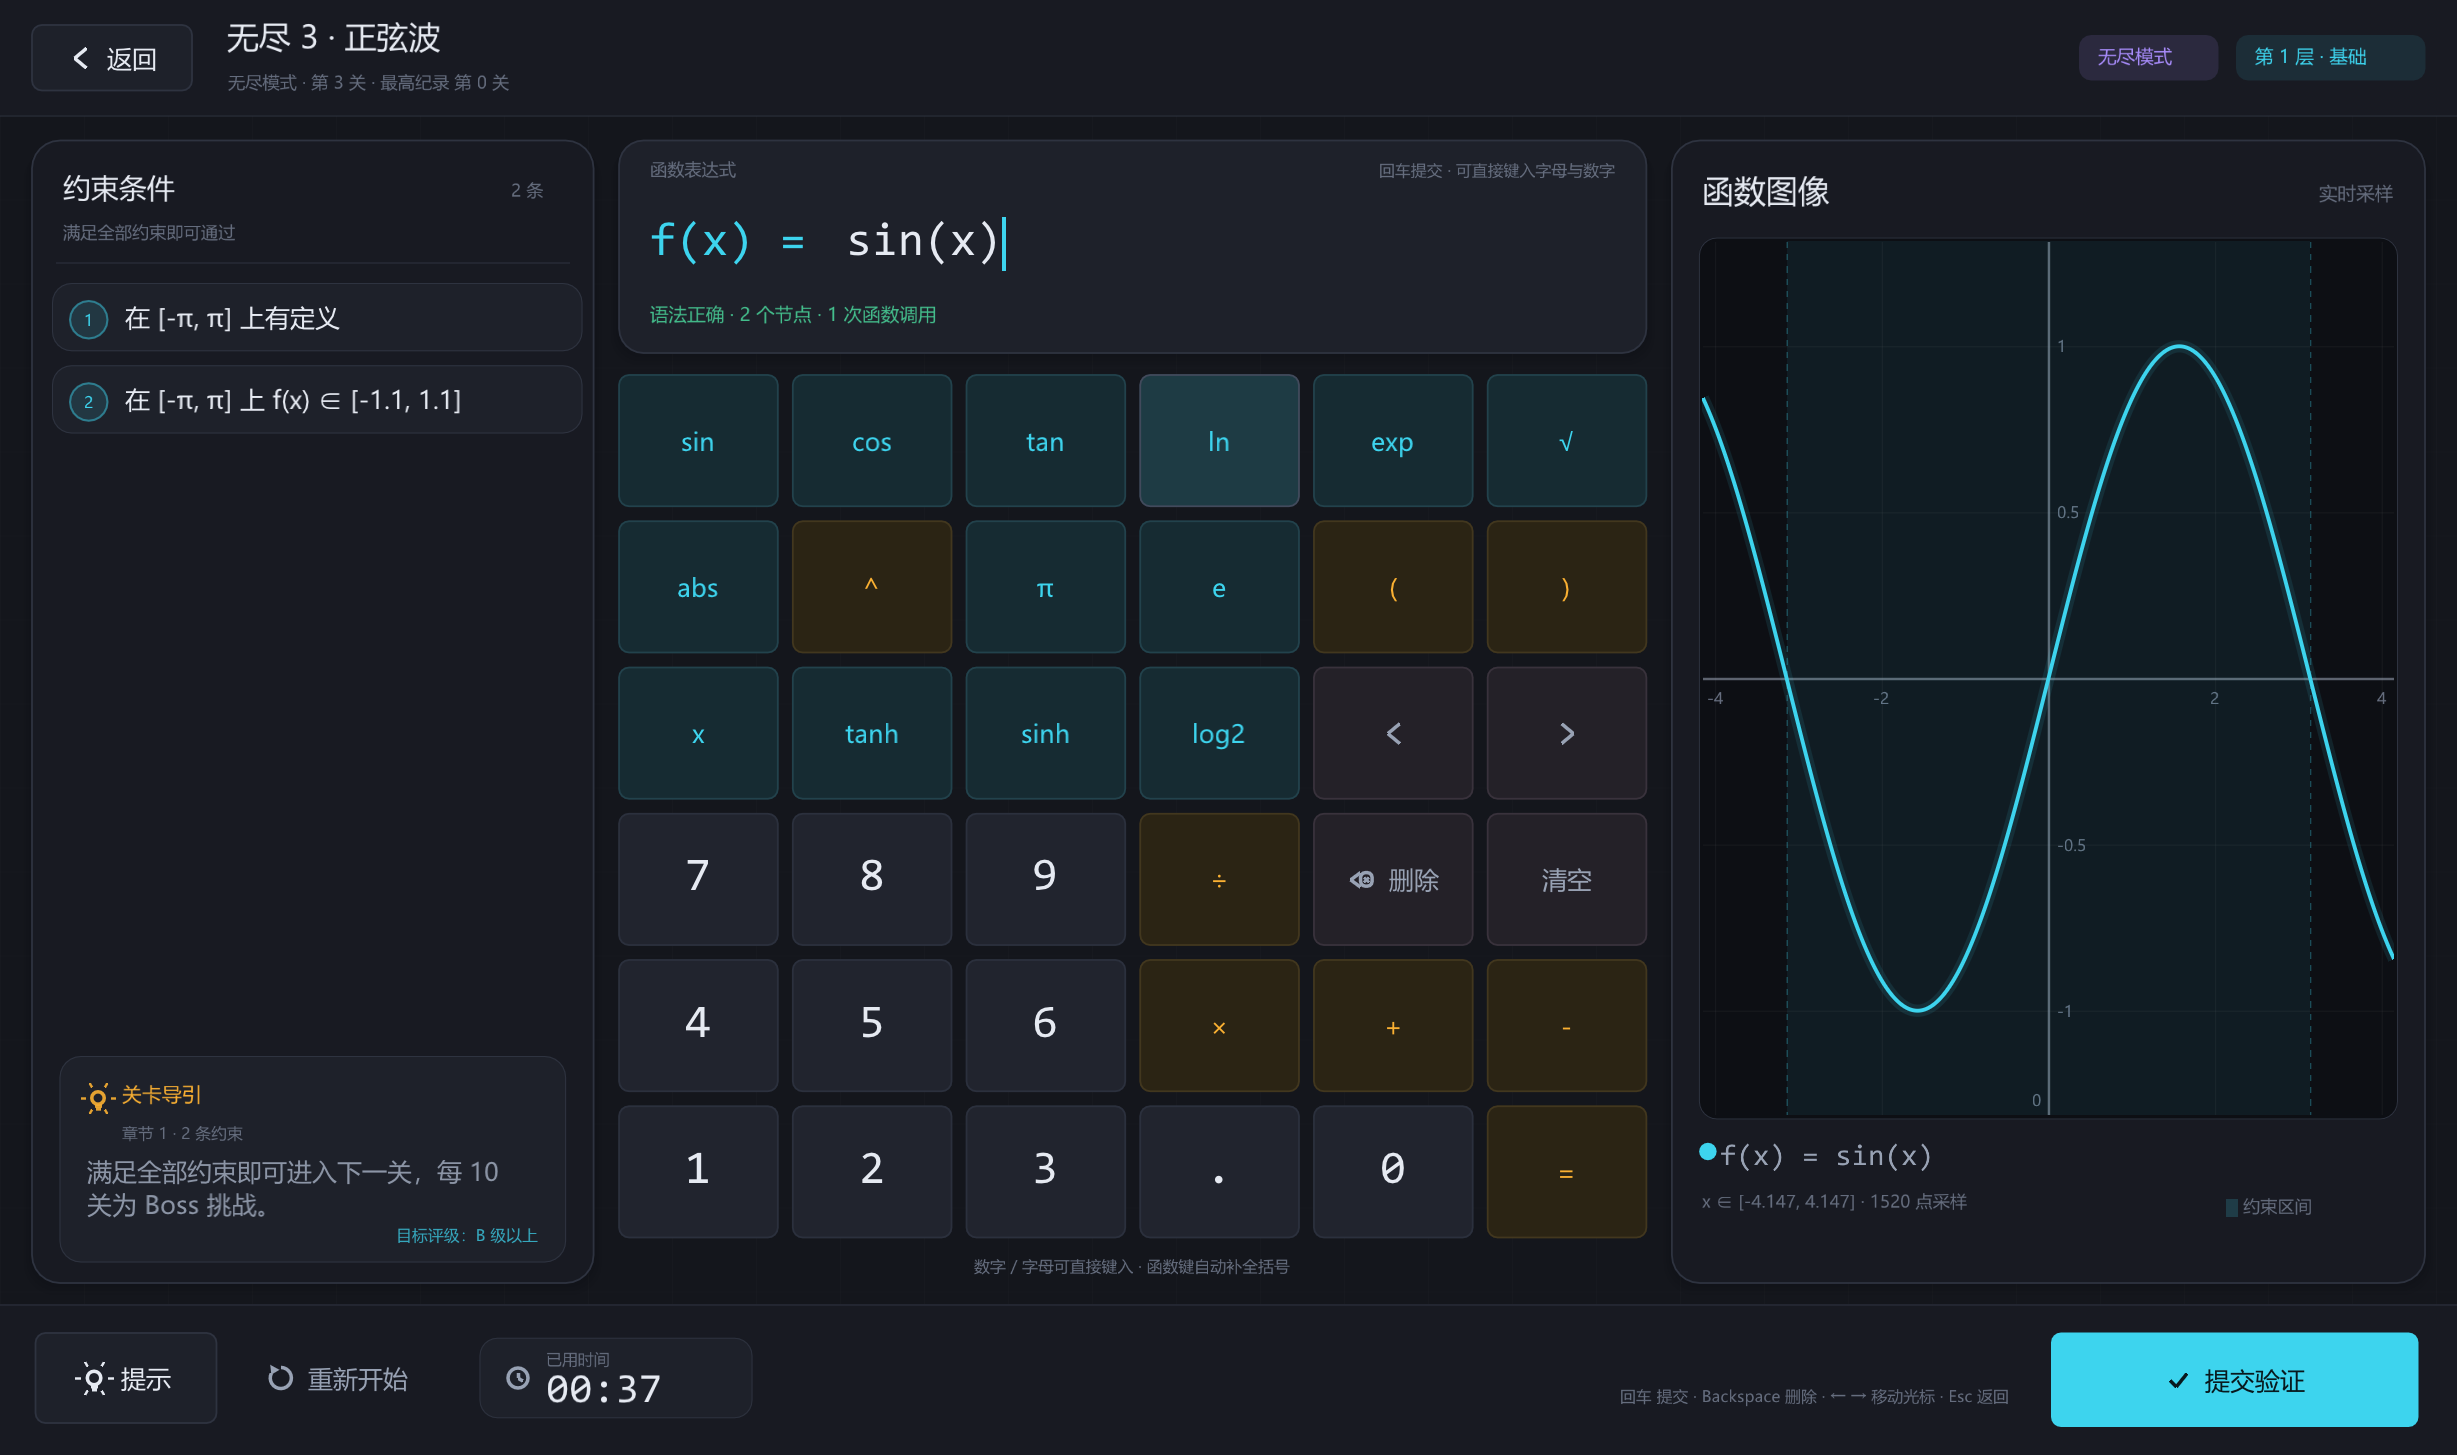 返回
无尽 3 · 正弦波
无尽模式 · 第 3 关 · 最高纪录 第 0 关
无尽模式
第 1 层 · 基础
约束条件
2 条
满足全部约束即可通过
1 在 [-π, π] 上有定义
2 在 [-π, π] 上 f(x) ∈ [-1.1, 1.1]
关卡导引
章节 1 · 2 条约束
满足全部约束即可进入下一关，每 10
关为 Boss 挑战。
目标评级：B 级以上
函数表达式
回车提交 · 可直接键入字母与数字
f(x) = sin(x)
语法正确 · 2 个节点 · 1 次函数调用
sin cos tan ln exp √
abs ^ π e ( )
x tanh sinh log2 < >
7 8 9 ÷ 删除 清空
4 5 6 × + -
1 2 3 . 0 =
数字 / 字母可直接键入 · 函数键自动补全括号
函数图像
实时采样
1
0.5
-4 -2 2 4
-0.5
-1
0
f(x) = sin(x)
x ∈ [-4.147, 4.147] · 1520 点采样
约束区间
提示
重新开始
已用时间
00:37
回车 提交 · Backspace 删除 · ← → 移动光标 · Esc 返回
提交验证